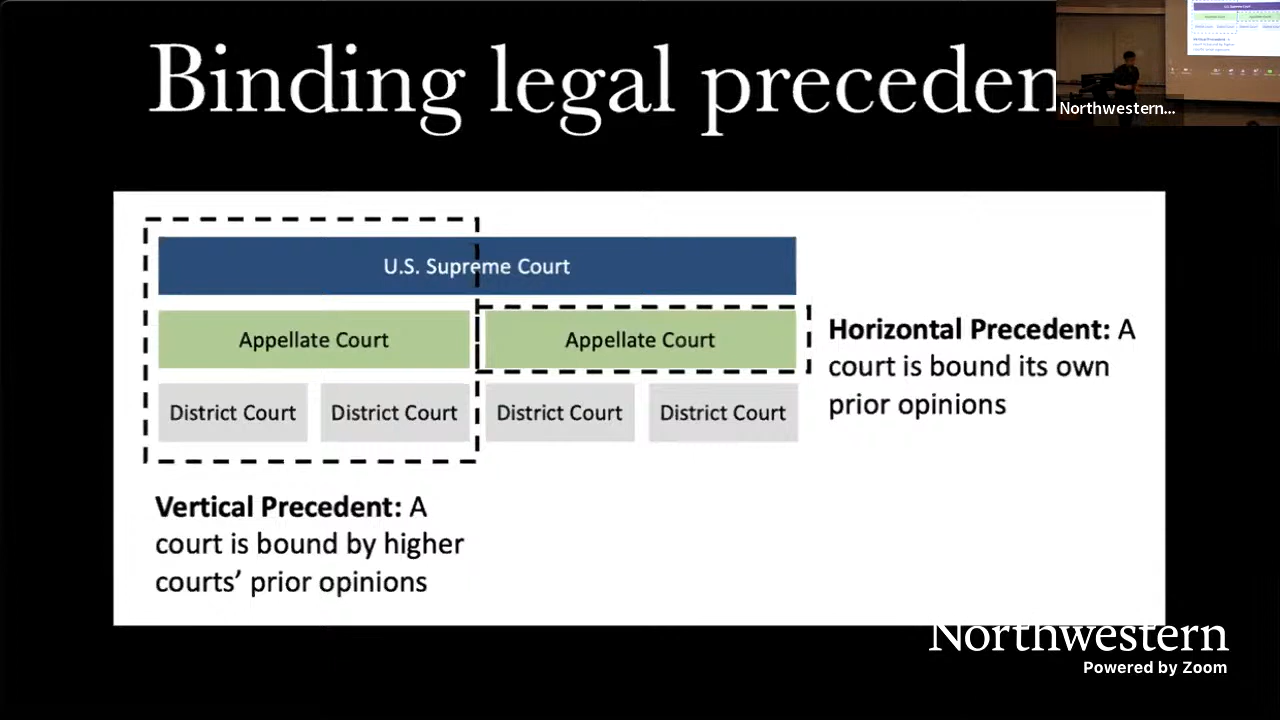 Binding legal preceden
Northwestern...
U.S. Supreme Court
Appellate Court
Appellate Court
District Court
District Court
District Court
District Court
Horizontal Precedent: A
court is bound its own
prior opinions
Vertical Precedent: A
court is bound by higher
courts’ prior opinions
Northwestern
Powered by Zoom